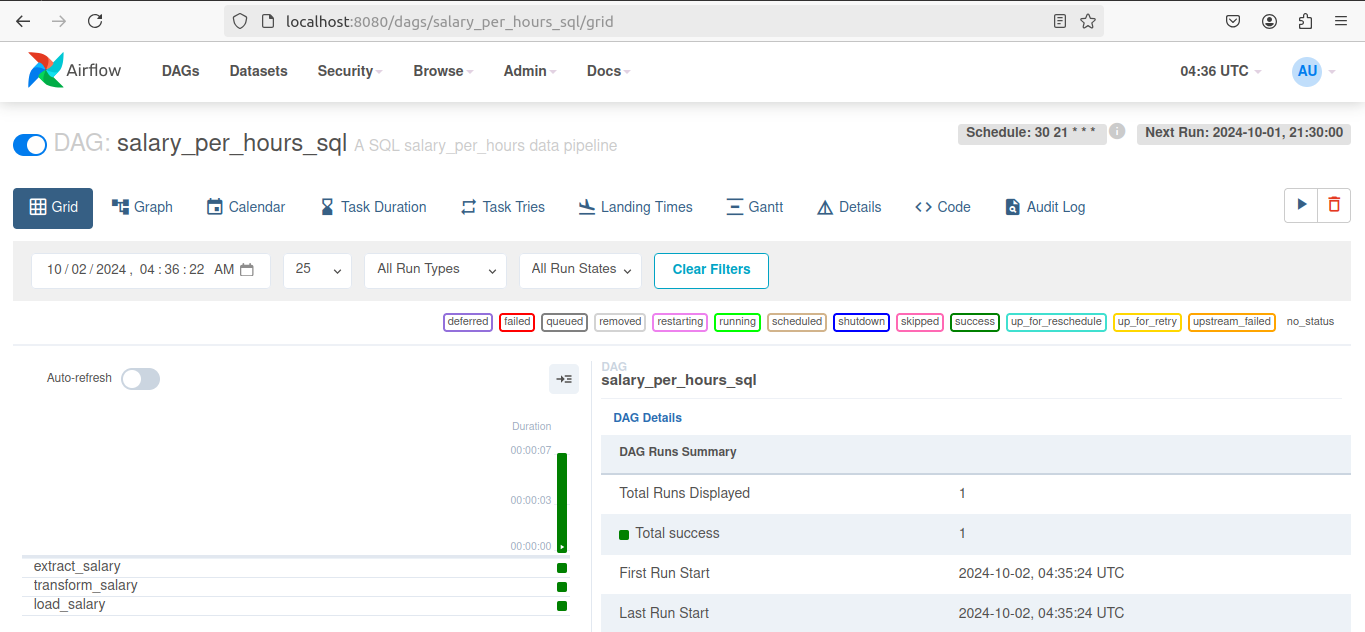 localhost:8080/dags/salary_per_hours_sql/grid
Airflow DAGs Datasets Security Browse Admin Docs 04:36 UTC AU
DAG: salary_per_hours_sql A SQL salary_per_hours data pipeline Schedule: 30 21 * * * i Next Run: 2024-10-01, 21:30:00
Grid Graph Calendar Task Duration Task Tries Landing Times Gantt Details Code Audit Log
10/02/2024, 04:36:22 AM 25 All Run Types All Run States Clear Filters
deferred failed queued removed restarting running scheduled shutdown skipped success up_for_reschedule up_for_retry upstream_failed no_status
Auto-refresh
Duration
00:00:07
00:00:03
00:00:00
extract_salary
transform_salary
load_salary
DAG
salary_per_hours_sql
DAG Details
DAG Runs Summary
Total Runs Displayed 1
Total success 1
First Run Start 2024-10-02, 04:35:24 UTC
Last Run Start 2024-10-02, 04:35:24 UTC